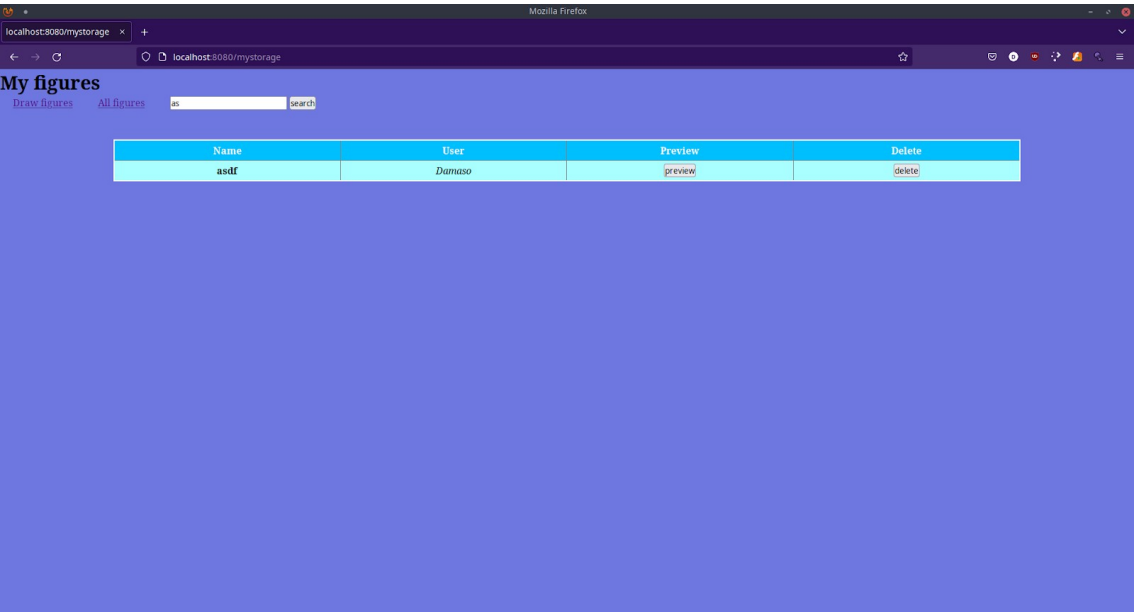 Mozilla Firefox
localhost:8080/mystorage
localhost:8080/mystorage
My figures
Draw figures All figures as search
Name User Preview Delete
asdf Damaso preview delete